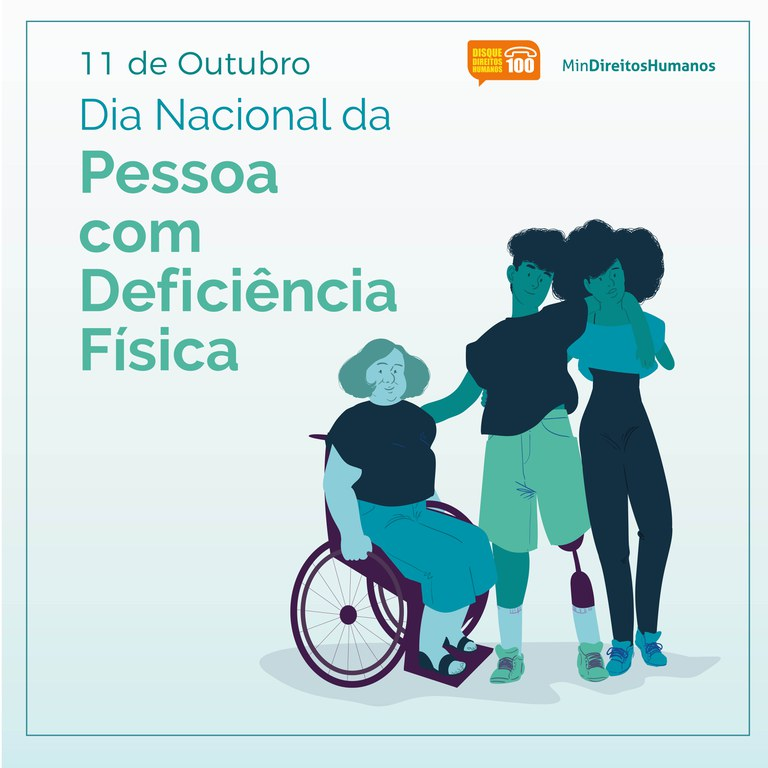 11 de Outubro
Dia Nacional da
Pessoa
com
Deficiência
Física
DISQUE
DIREITOS
HUMANOS
100
MinDireitosHumanos